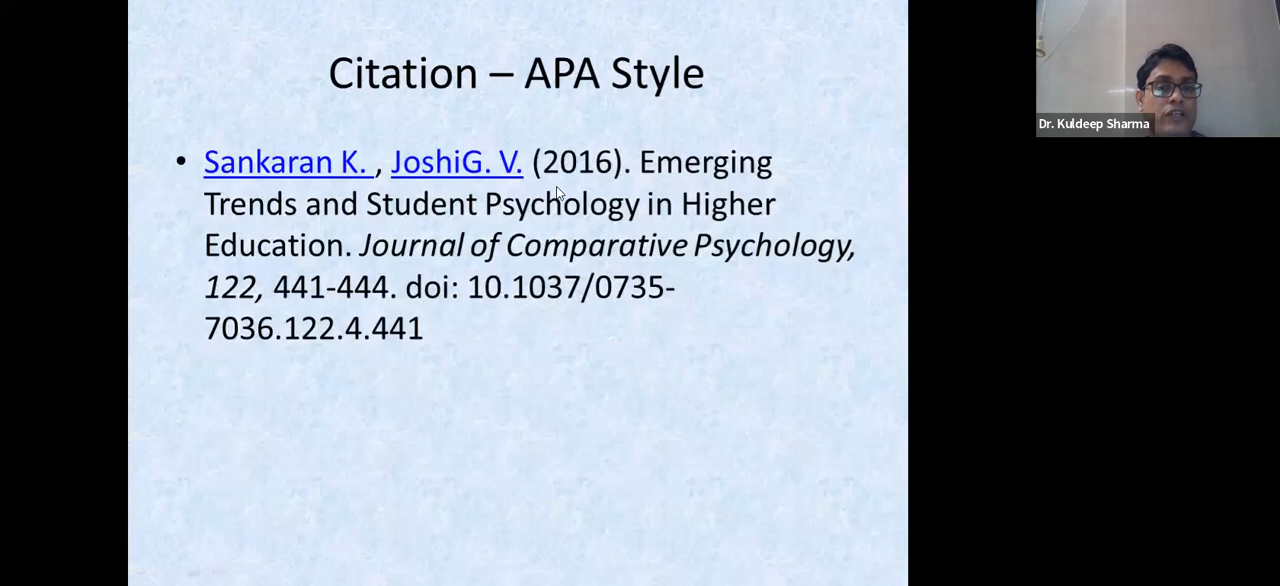 Citation – APA Style
• Sankaran K. , JoshiG. V. (2016). Emerging
Trends and Student Psychology in Higher
Education. Journal of Comparative Psychology,
122, 441-444. doi: 10.1037/0735-
7036.122.4.441
Dr. Kuldeep Sharma